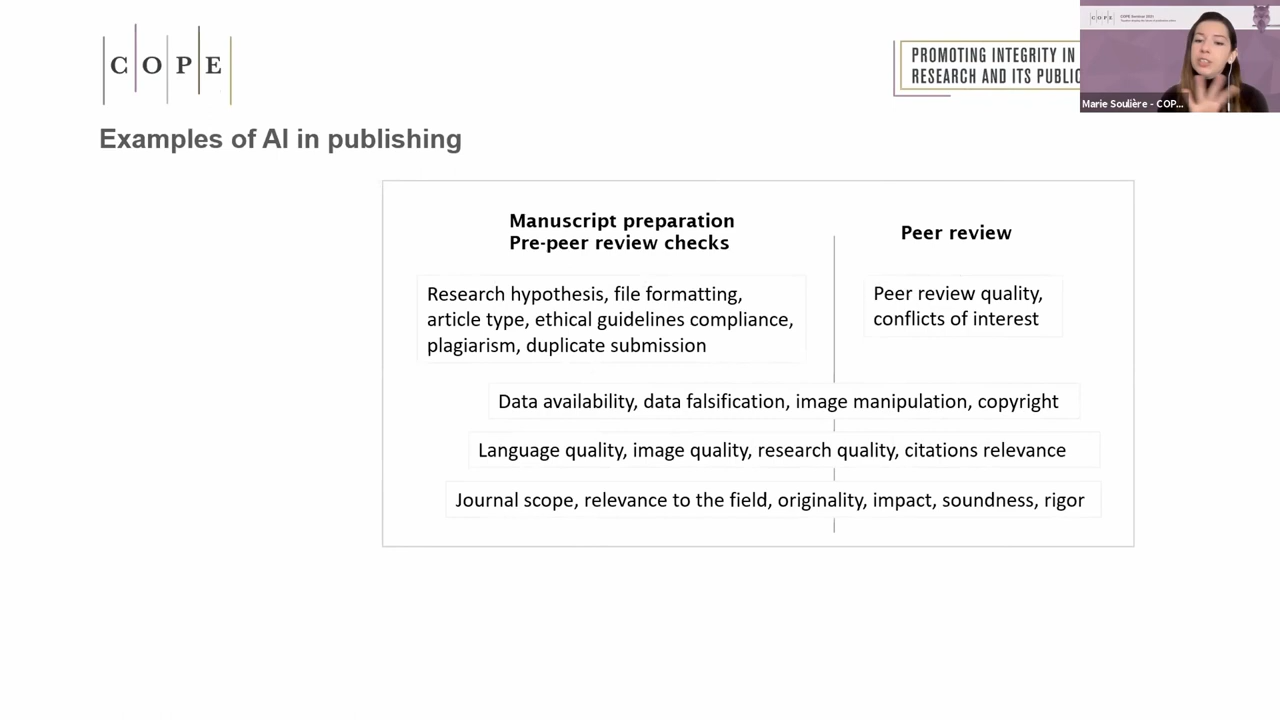 COPE
PROMOTING INTEGRITY IN
RESEARCH AND ITS PUBLIC
Marie Soulière - COP...
Examples of AI in publishing
Manuscript preparation
Pre-peer review checks
Peer review
Research hypothesis, file formatting,
article type, ethical guidelines compliance,
plagiarism, duplicate submission
Peer review quality,
conflicts of interest
Data availability, data falsification, image manipulation, copyright
Language quality, image quality, research quality, citations relevance
Journal scope, relevance to the field, originality, impact, soundness, rigor